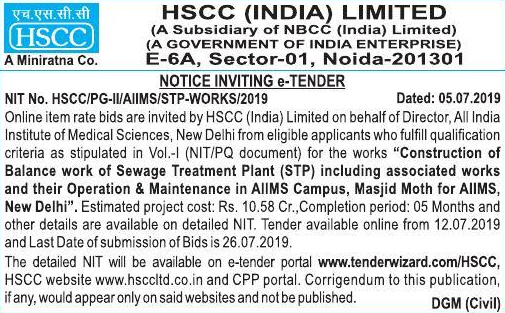 एच.एस.सी.सी
HSCC
A Miniratna Co.
HSCC (INDIA) LIMITED
(A Subsidiary of NBCC (India) Limited)
(A GOVERNMENT OF INDIA ENTERPRISE)
E-6A, Sector-01, Noida-201301
NOTICE INVITING e-TENDER
NIT No. HSCC/PG-II/AIIMS/STP-WORKS/2019 Dated: 05.07.2019
Online item rate bids are invited by HSCC (India) Limited on behalf of Director, All India
Institute of Medical Sciences, New Delhi from eligible applicants who fulfill qualification
criteria as stipulated in Vol.-I (NIT/PQ document) for the works “Construction of
Balance work of Sewage Treatment Plant (STP) including associated works
and their Operation & Maintenance in AIIMS Campus, Masjid Moth for AIIMS,
New Delhi”. Estimated project cost: Rs. 10.58 Cr.,Completion period: 05 Months and
other details are available on detailed NIT. Tender available online from 12.07.2019
and Last Date of submission of Bids is 26.07.2019.
The detailed NIT will be available on e-tender portal www.tenderwizard.com/HSCC,
HSCC website www.hsccltd.co.in and CPP portal. Corrigendum to this publication,
if any, would appear only on said websites and not be published.
DGM (Civil)